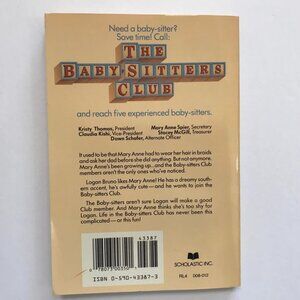 Need a baby-sitter?
Save time! Call:
THE
BABY-SITTERS
CLUB
and reach five experienced baby-sitters.
Kristy Thomas, President
Mary Anne Spier, Secretary
Claudia Kishi, Vice-President
Stacey McGill, Treasurer
Dawn Schafer, Alternate Officer
It used to be that Mary Anne had to wear her hair in braids
and ask her dad before she did anything. But not anymore.
Mary Anne's been growing up.... and the Baby-sitters Club
members aren't the only ones who've noticed.
Logan Bruno likes Mary Anne! He has a dreamy south-
ern accent, he's awfully cute—and he wants to join the
Baby-sitters Club.
The Baby-sitters aren't sure Logan will make a good
Club member. And Mary Anne thinks she's too shy for
Logan. Life in the Baby-sitters Club has never been this
complicated—or this fun!
43387
ISBN 0-590-43387-3
SCHOLASTIC INC.